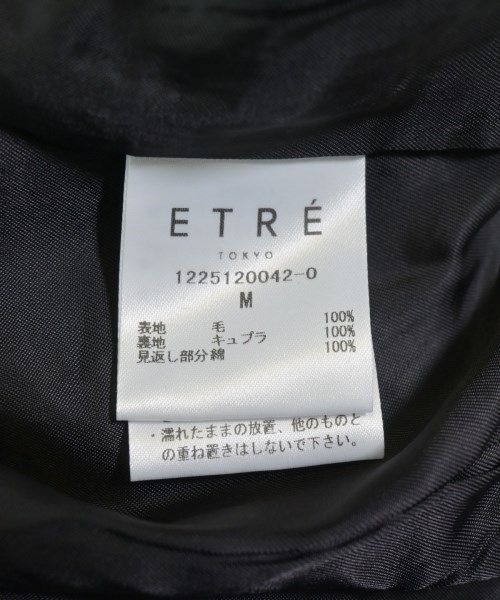 ETRÉ
TOKYO
1225120042-0
M
表地 毛 100%
裏地 キュプラ 100%
見返し部分 綿 100%
・濡れたままの放置、他のものと
の重ね置きはしないで下さい。